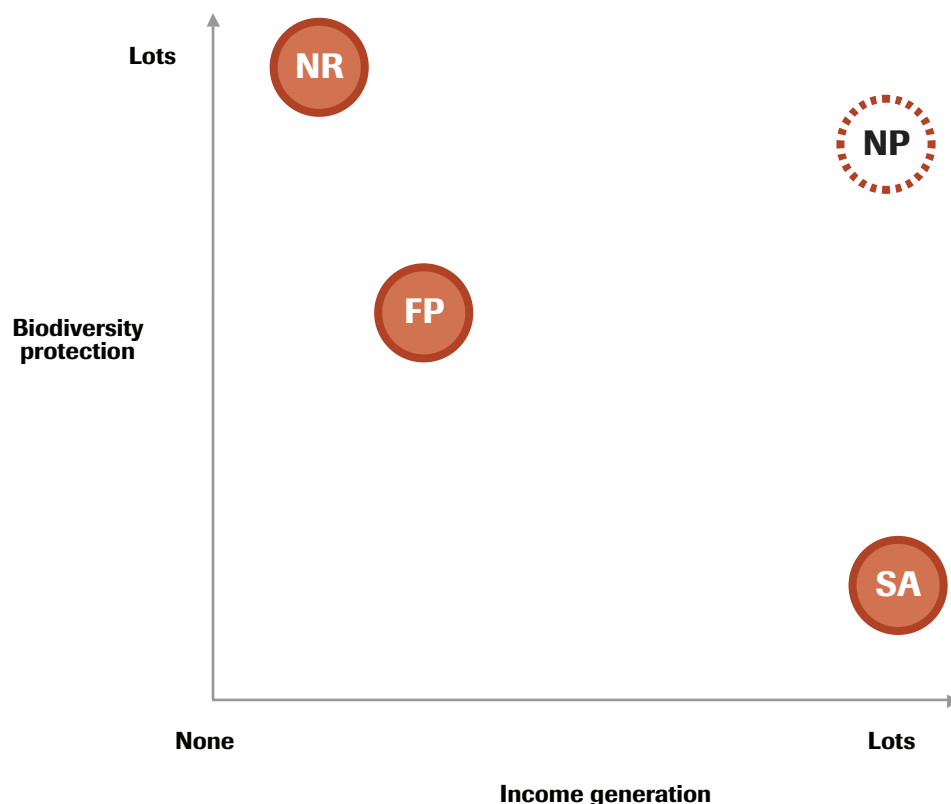 Lots
NR
NP
FP
Biodiversity
protection
SA
None
Lots
Income generation